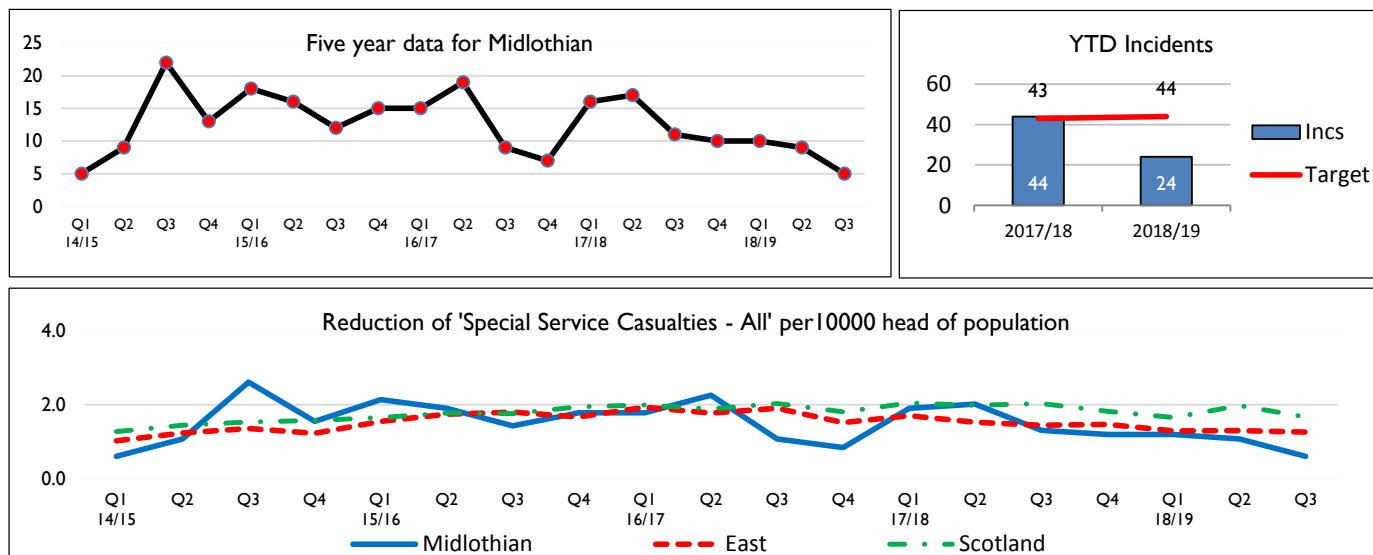 Five year data for Midlothian
25
20
15
10
5
0
Q1 Q2 Q3 Q4 Q1 Q2 Q3 Q4 Q1 Q2 Q3 Q4 Q1 Q2 Q3 Q4 Q1 Q2 Q3
14/15 15/16 16/17 17/18 18/19
YTD Incidents
60
40
20
0
43 44
44 24
2017/18 2018/19
Incs
Target
Reduction of 'Special Service Casualties - All' per10000 head of population
4.0
2.0
0.0
Q1 Q2 Q3 Q4 Q1 Q2 Q3 Q4 Q1 Q2 Q3 Q4 Q1 Q2 Q3 Q4 Q1 Q2 Q3
14/15 15/16 16/17 17/18 18/19
Midlothian East Scotland